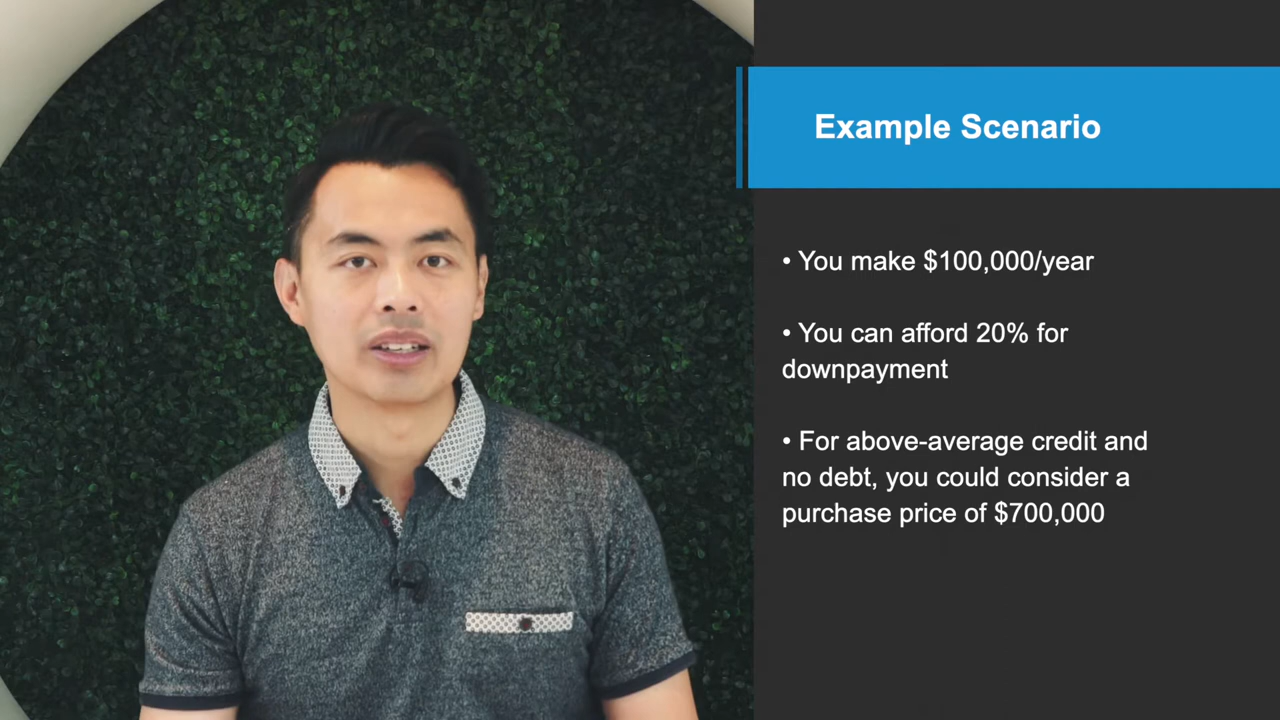 Example Scenario
• You make $100,000/year
• You can afford 20% for
downpayment
• For above-average credit and
no debt, you could consider a
purchase price of $700,000